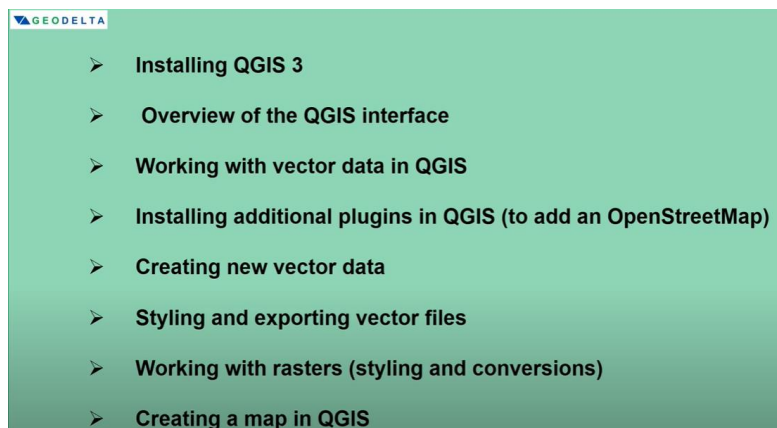 GEODELTA
➢ Installing QGIS 3
➢ Overview of the QGIS interface
➢ Working with vector data in QGIS
➢ Installing additional plugins in QGIS (to add an OpenStreetMap)
➢ Creating new vector data
➢ Styling and exporting vector files
➢ Working with rasters (styling and conversions)
➢ Creating a map in QGIS